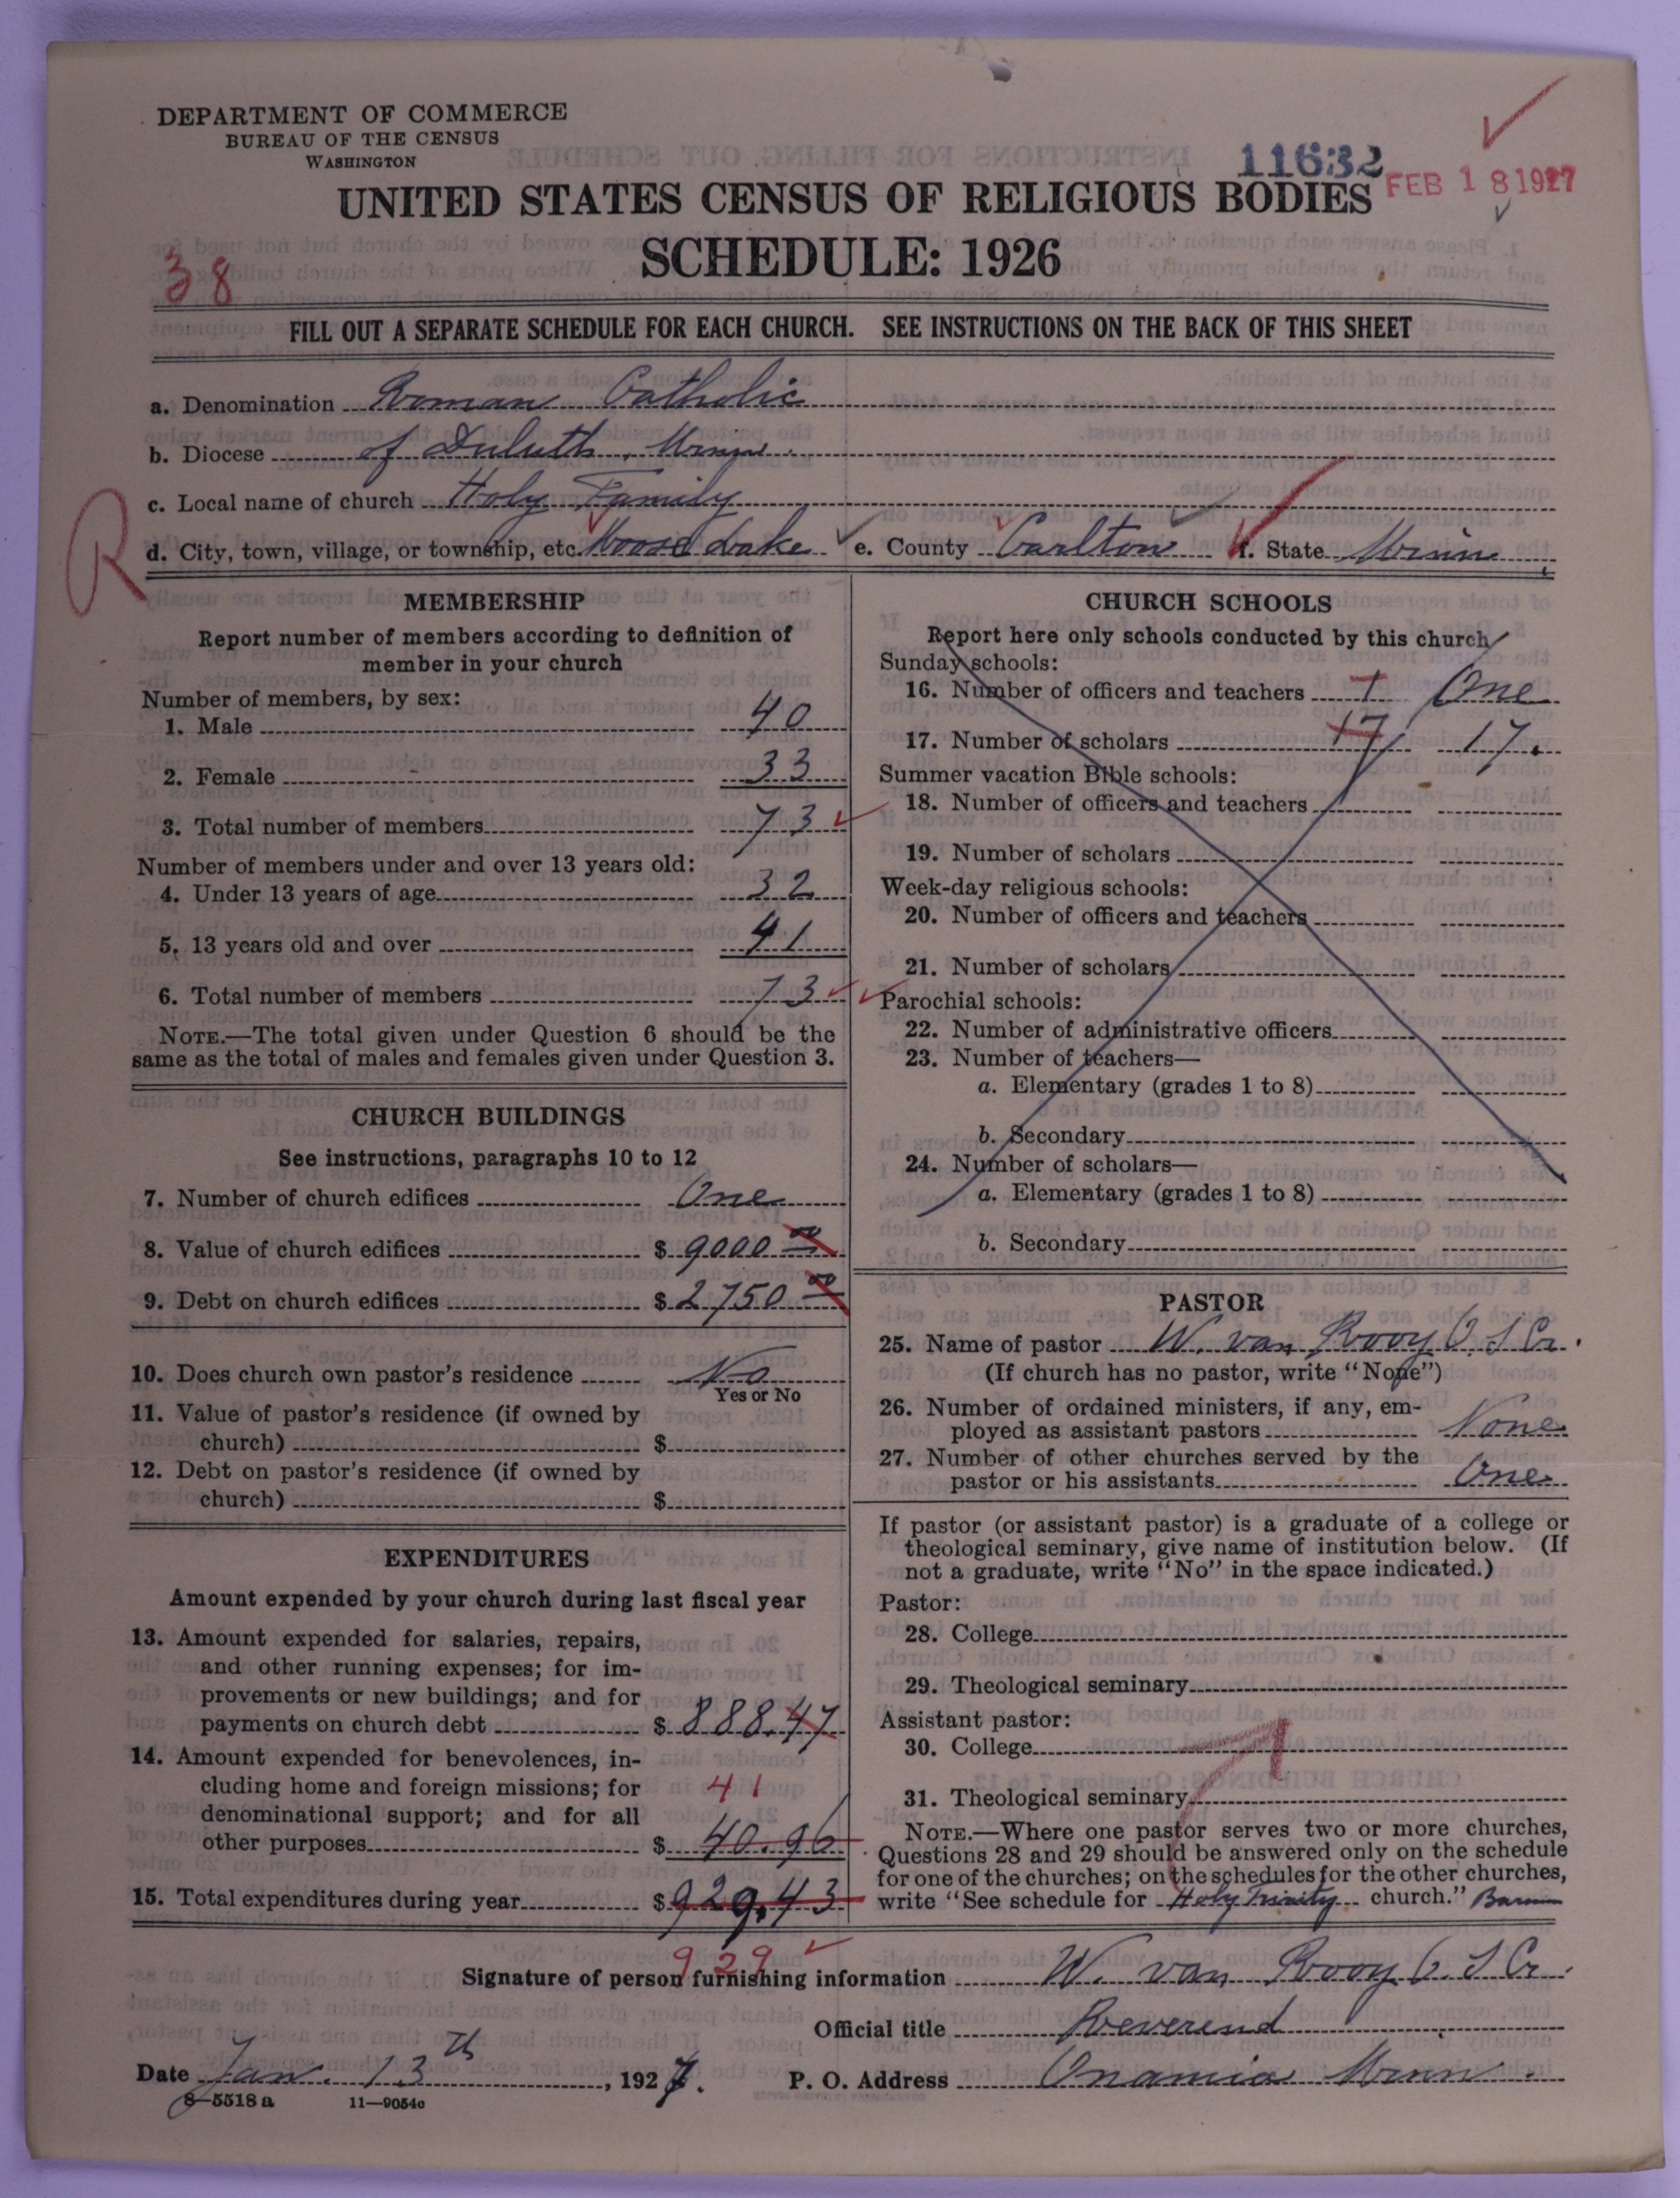 DEPARTMENT OF COMMERCE
BUREAU OF THE CENSUS
WASHINGTON
11632
FEB 18 1927
UNITED STATES CENSUS OF RELIGIOUS BODIES
SCHEDULE: 1926
38
FILL OUT A SEPARATE SCHEDULE FOR EACH CHURCH. SEE INSTRUCTIONS ON THE BACK OF THIS SHEET
a. Denomination Roman Catholic
b. Diocese of Duluth, Minn.
c. Local name of church Holy Family
R
d. City, town, village, or township, etc. Moose Lake e. County Carlton f. State Minn.
MEMBERSHIP
Report number of members according to definition of
member in your church
Number of members, by sex:
1. Male 40
2. Female 33
3. Total number of members 73
Number of members under and over 13 years old:
4. Under 13 years of age 32
5. 13 years old and over 41
6. Total number of members 73
NOTE.—The total given under Question 6 should be the
same as the total of males and females given under Question 3.
CHURCH BUILDINGS
See instructions, paragraphs 10 to 12
7. Number of church edifices One
8. Value of church edifices $ 9000 00
9. Debt on church edifices $ 2750 00
10. Does church own pastor's residence No
Yes or No
11. Value of pastor's residence (if owned by
church) $
12. Debt on pastor's residence (if owned by
church) $
EXPENDITURES
Amount expended by your church during last fiscal year
13. Amount expended for salaries, repairs,
and other running expenses; for im-
provements or new buildings; and for
payments on church debt $ 888.47
14. Amount expended for benevolences, in-
cluding home and foreign missions; for 41
denominational support; and for all
other purposes $ 40.96
15. Total expenditures during year $ 929.43
929
CHURCH SCHOOLS
Report here only schools conducted by this church
Sunday schools:
16. Number of officers and teachers 1 One
17. Number of scholars 17 17.
Summer vacation Bible schools:
18. Number of officers and teachers
19. Number of scholars
Week-day religious schools:
20. Number of officers and teachers
21. Number of scholars
Parochial schools:
22. Number of administrative officers
23. Number of teachers—
a. Elementary (grades 1 to 8)
b. Secondary
24. Number of scholars—
a. Elementary (grades 1 to 8)
b. Secondary
PASTOR
25. Name of pastor W. van Rooy O.S.Cr.
(If church has no pastor, write "None")
26. Number of ordained ministers, if any, em-
ployed as assistant pastors None
27. Number of other churches served by the
pastor or his assistants One
If pastor (or assistant pastor) is a graduate of a college or
theological seminary, give name of institution below. (If
not a graduate, write "No" in the space indicated.)
Pastor:
28. College
29. Theological seminary
Assistant pastor:
30. College
31. Theological seminary
NOTE.—Where one pastor serves two or more churches,
Questions 28 and 29 should be answered only on the schedule
for one of the churches; on the schedules for the other churches,
write "See schedule for Holy Trinity church." Barnum
Signature of person furnishing information W. van Rooy O.S.Cr.
Official title Reverend
Date Jan. 13th, 1927.
P. O. Address Onamia Minn.
8—5518 a 11—9054c